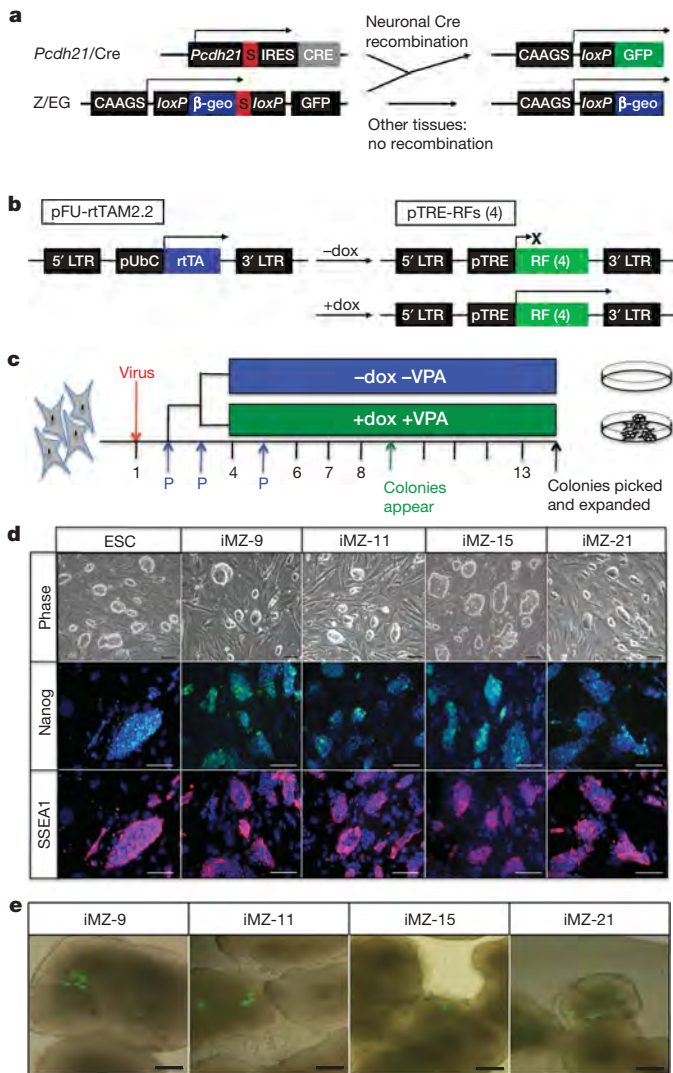 a
Pcdh21/Cre
Pcdh21 S IRES CRE
Neuronal Cre
recombination
CAAGS loxP GFP
Z/EG
CAAGS loxP β-geo S loxP GFP
Other tissues:
no recombination
CAAGS loxP β-geo
b
pFU-rtTAM2.2
pTRE-RFs (4)
5′ LTR pUbC rtTA 3′ LTR
–dox
X
5′ LTR pTRE RF (4) 3′ LTR
+dox
5′ LTR pTRE RF (4) 3′ LTR
c
Virus
–dox –VPA
+dox +VPA
1 4 6 7 8 13
P P P
Colonies
appear
Colonies picked
and expanded
d
ESC iMZ-9 iMZ-11 iMZ-15 iMZ-21
Phase
Nanog
SSEA1
e
iMZ-9 iMZ-11 iMZ-15 iMZ-21